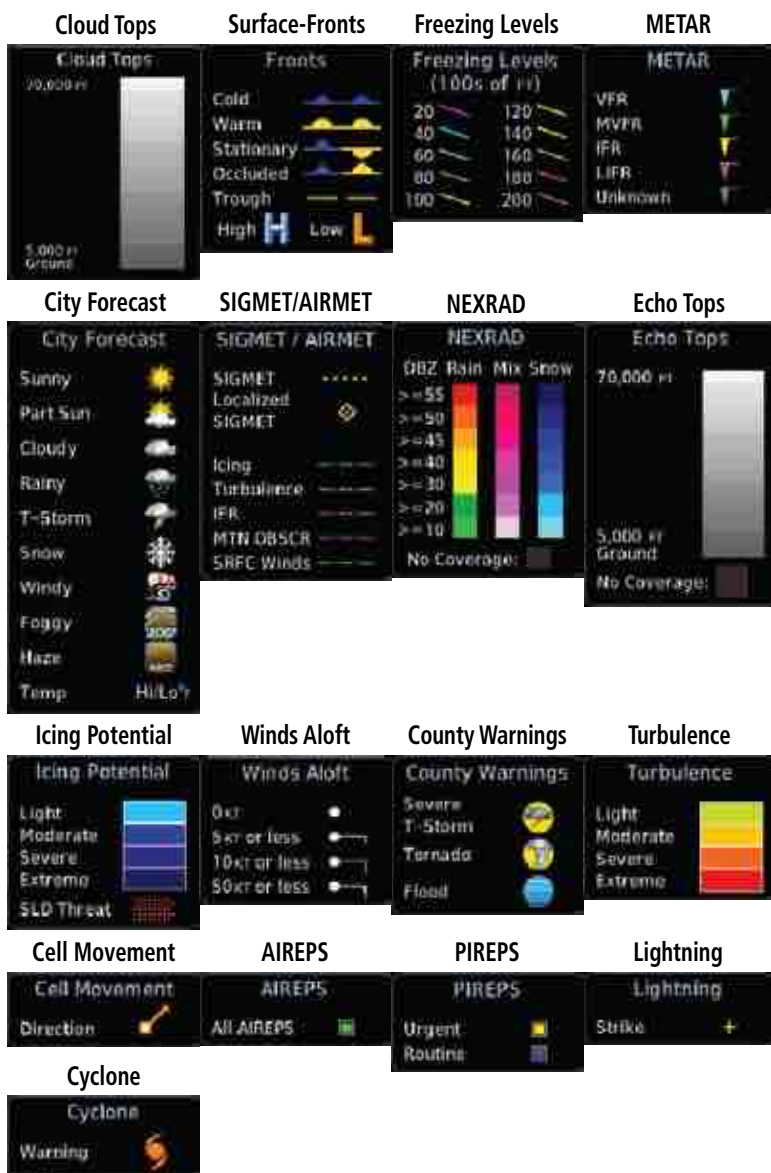 Cloud Tops
Surface-Fronts
Freezing Levels
METAR
Cloud Tops
70,000 FT
5,000 FT
Ground
Fronts
Cold
Warm
Stationary
Occluded
Trough
High H Low L
Freezing Levels
(100s of FT)
20 120
40 140
60 160
80 180
100 200
METAR
VFR
MVFR
IFR
LIFR
Unknown
City Forecast
SIGMET/AIRMET
NEXRAD
Echo Tops
City Forecast
Sunny
Part Sun
Cloudy
Rainy
T-Storm
Snow
Windy
Foggy
Haze
Temp Hi/Lo°F
SIGMET / AIRMET
SIGMET
Localized
SIGMET
Icing
Turbulence
IFR
MTN OBSCR
SRFC Winds
NEXRAD
DBZ Rain Mix Snow
>=55
>=50
>=45
>=40
>=30
>=20
>=10
No Coverage:
Echo Tops
70,000 FT
5,000 FT
Ground
No Coverage:
Icing Potential
Winds Aloft
County Warnings
Turbulence
Icing Potential
Light
Moderate
Severe
Extreme
SLD Threat
Winds Aloft
0KT
5KT or less
10KT or less
50KT or less
County Warnings
Severe
T-Storm
Tornado
Flood
Turbulence
Light
Moderate
Severe
Extreme
Cell Movement
AIREPS
PIREPS
Lightning
Cell Movement
Direction
AIREPS
All AIREPS
PIREPS
Urgent
Routine
Lightning
Strike
Cyclone
Cyclone
Warning